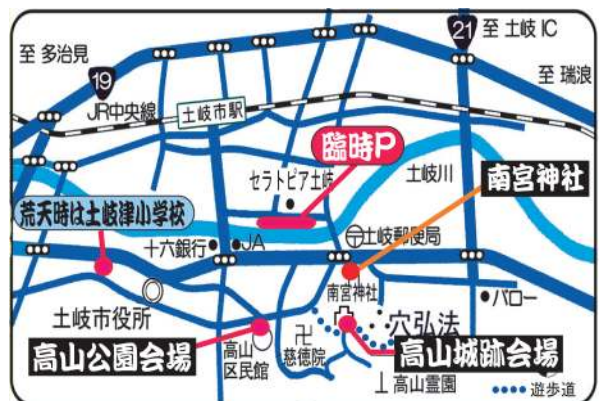 至 多治見
19
21
至 土岐 IC
至 瑞浪
JR中央線
土岐市駅
臨時P
セラトピア土岐
土岐川
南宮神社
荒天時は土岐津小学校
十六銀行
JA
土岐郵便局
南宮神社
バロー
土岐市役所
穴弘法
高山公園会場
高山
区民館
慈徳院
高山城跡会場
高山霊園
遊歩道